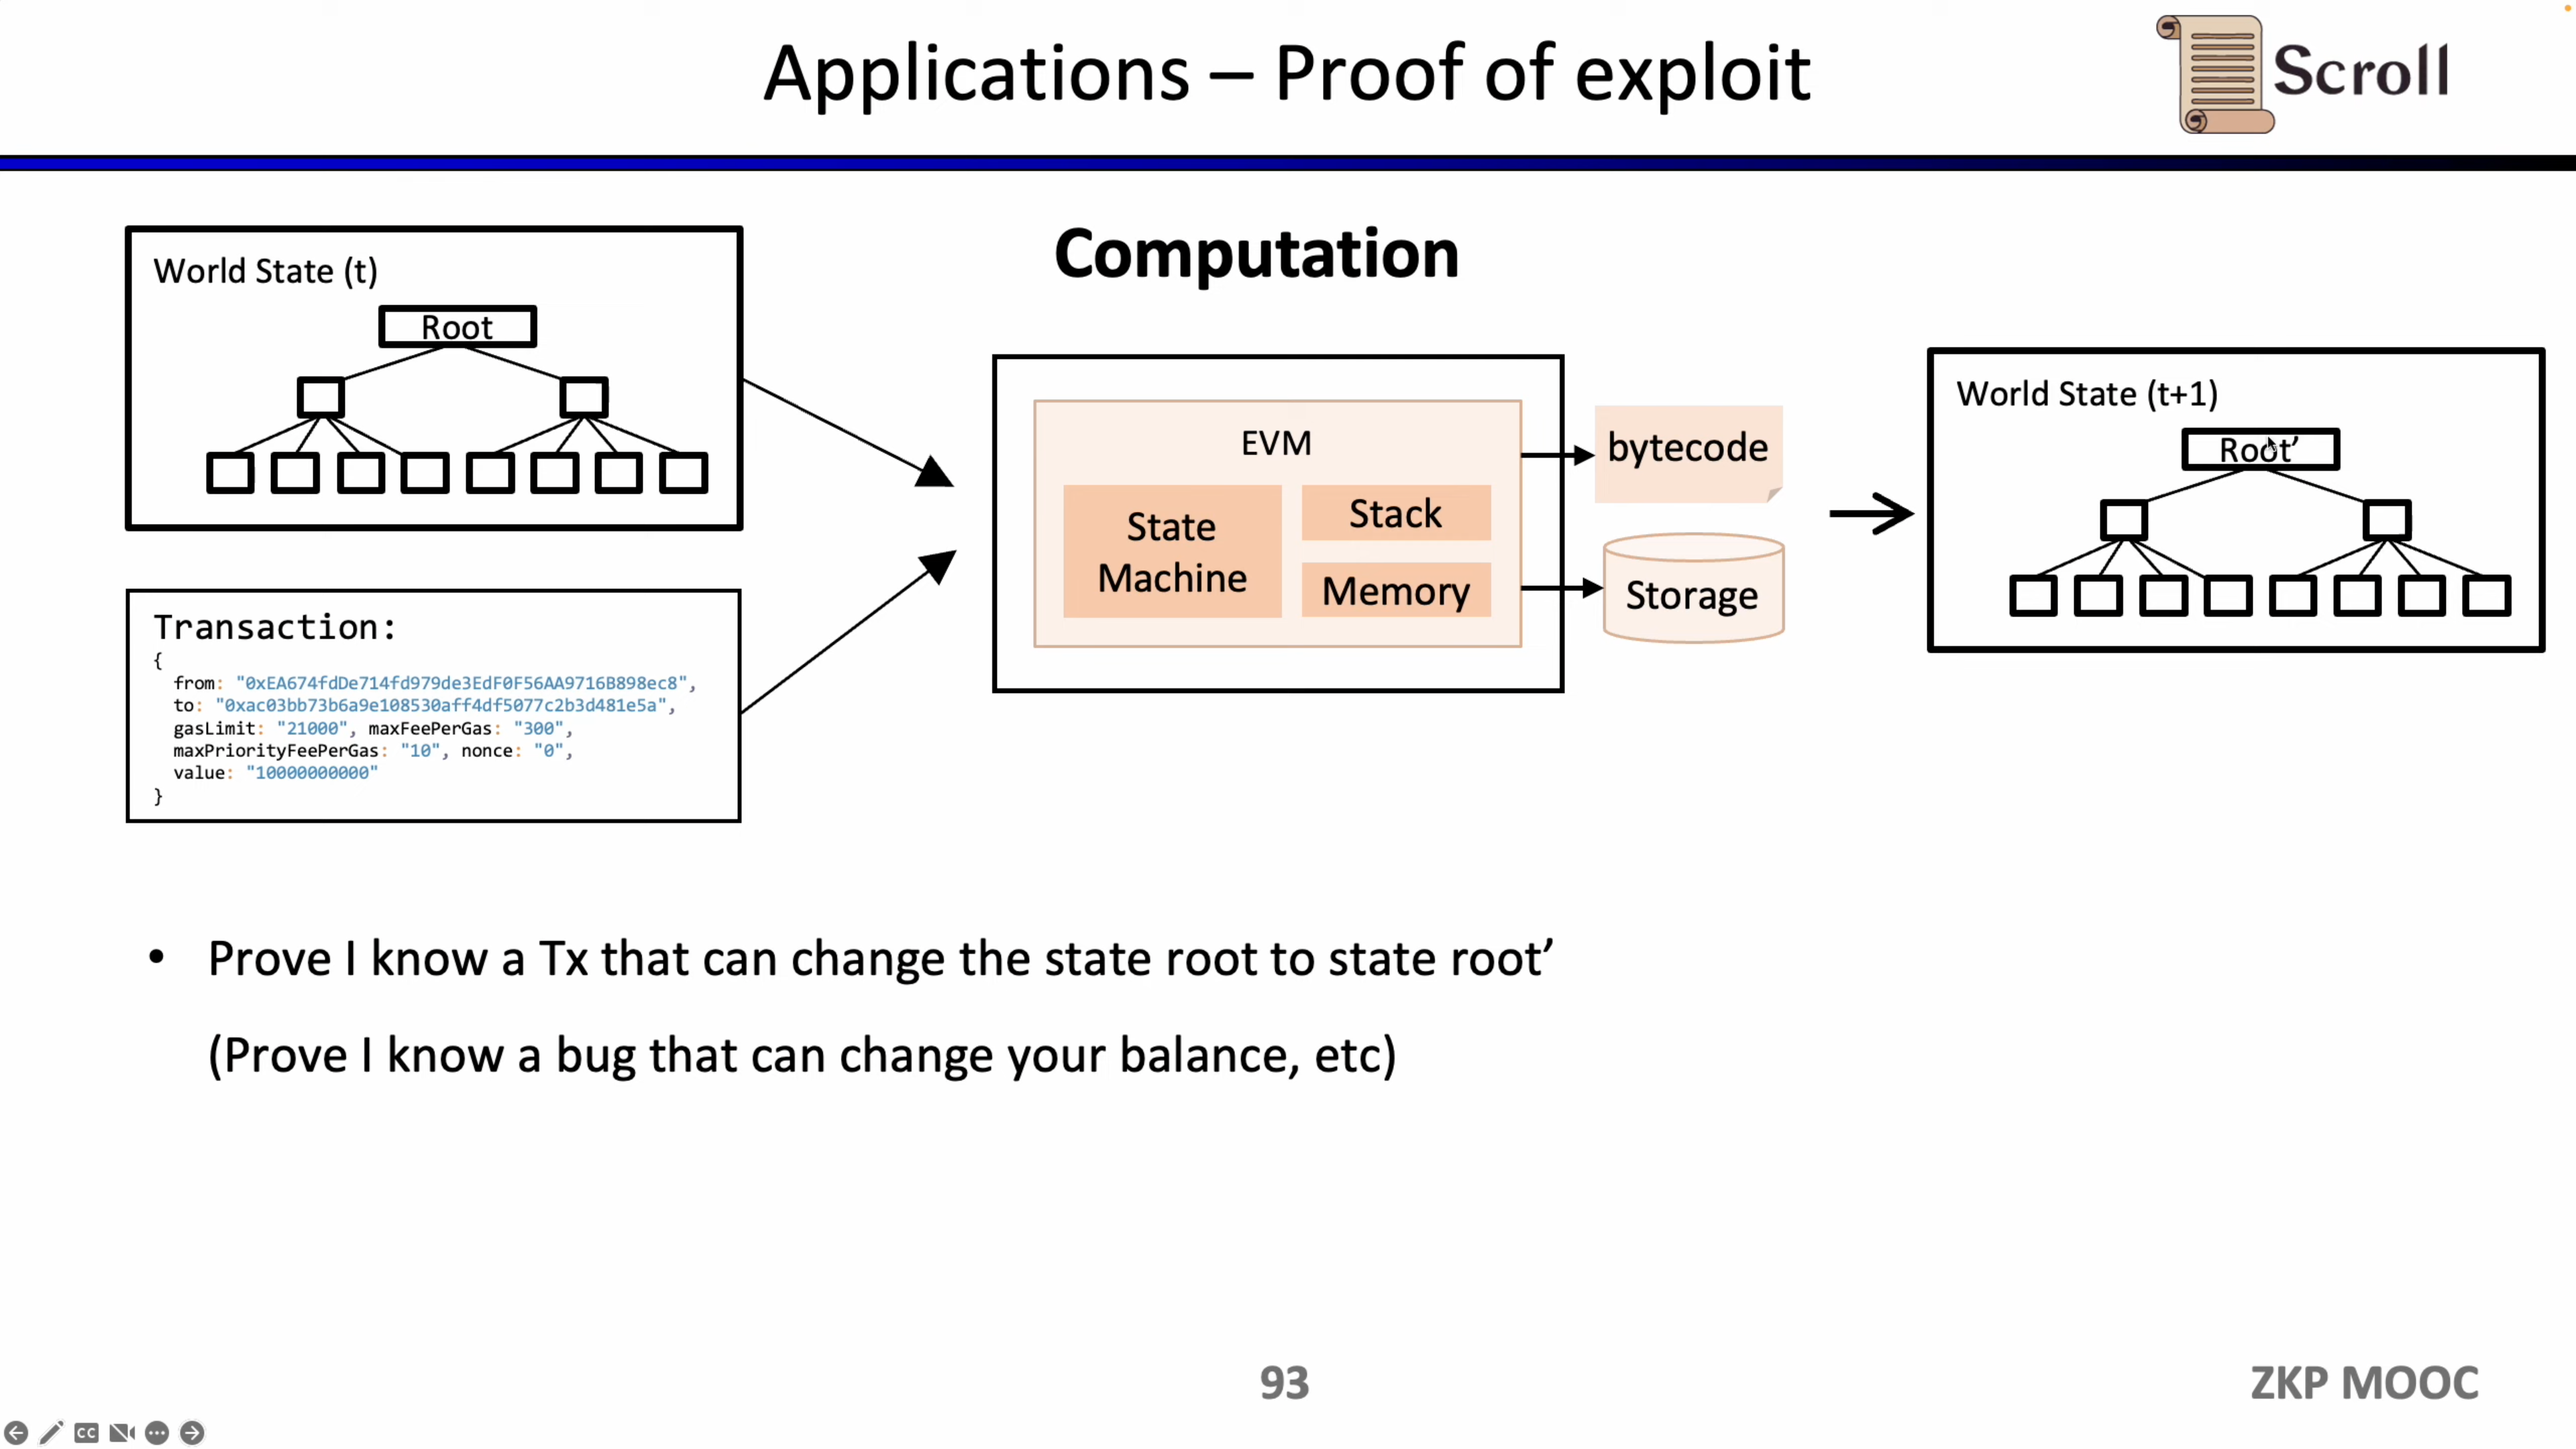 Applications – Proof of exploit
Scroll
World State (t)
Root
Transaction:
{
from: "0xEA674fdDe714fd979de3EdF0F56AA9716B898ec8",
to: "0xac03bb73b6a9e108530aff4df5077c2b3d481e5a",
gasLimit: "21000", maxFeePerGas: "300",
maxPriorityFeePerGas: "10", nonce: "0",
value: "10000000000"
}
Computation
EVM
State
Machine
Stack
Memory
bytecode
Storage
World State (t+1)
Root’
• Prove I know a Tx that can change the state root to state root’
(Prove I know a bug that can change your balance, etc)
93
ZKP MOOC
CC